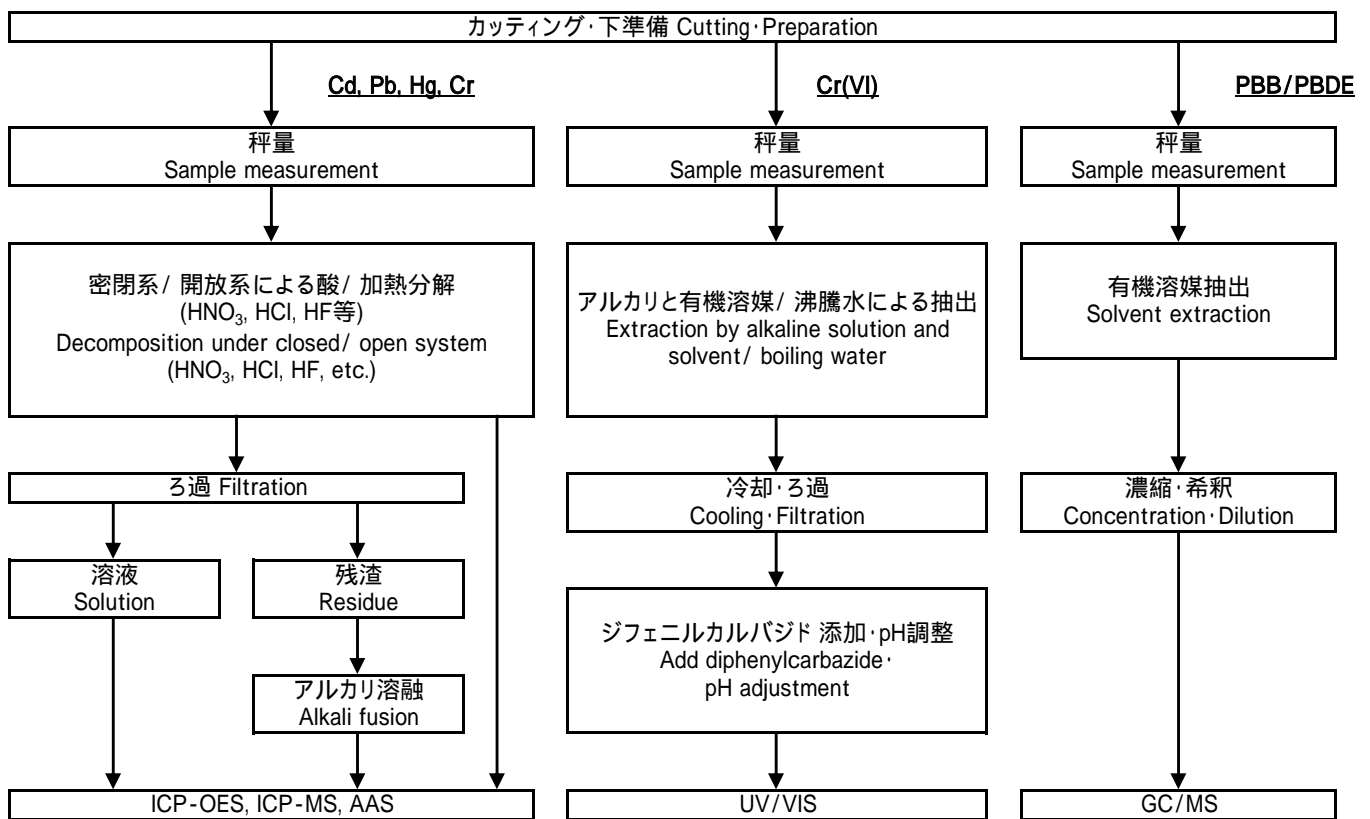 カッティング・下準備 Cutting・Preparation
Cd, Pb, Hg, Cr
Cr(VI)
PBB/PBDE
秤量
Sample measurement
秤量
Sample measurement
秤量
Sample measurement
密閉系/ 開放系による酸/ 加熱分解
(HNO₃, HCl, HF等)
Decomposition under closed/ open system
(HNO₃, HCl, HF, etc.)
アルカリと有機溶媒/ 沸騰水による抽出
Extraction by alkaline solution and
solvent/ boiling water
有機溶媒抽出
Solvent extraction
ろ過 Filtration
冷却・ろ過
Cooling・Filtration
濃縮・希釈
Concentration・Dilution
溶液
Solution
残渣
Residue
アルカリ溶融
Alkali fusion
ジフェニルカルバジド 添加・pH調整
Add diphenylcarbazide・
pH adjustment
ICP-OES, ICP-MS, AAS
UV/VIS
GC/MS